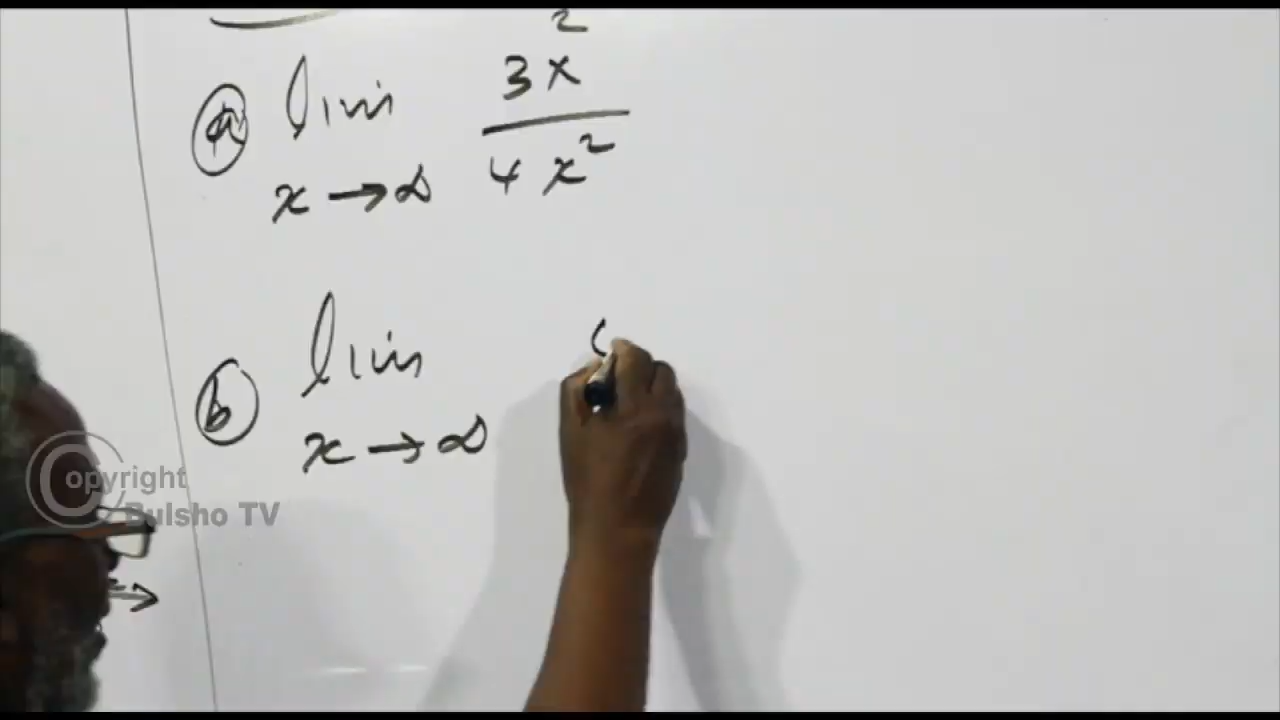 (a) lim x→∞ 3x² / 4x²
(b) lim x→∞ (
Copyright
Bulsho TV